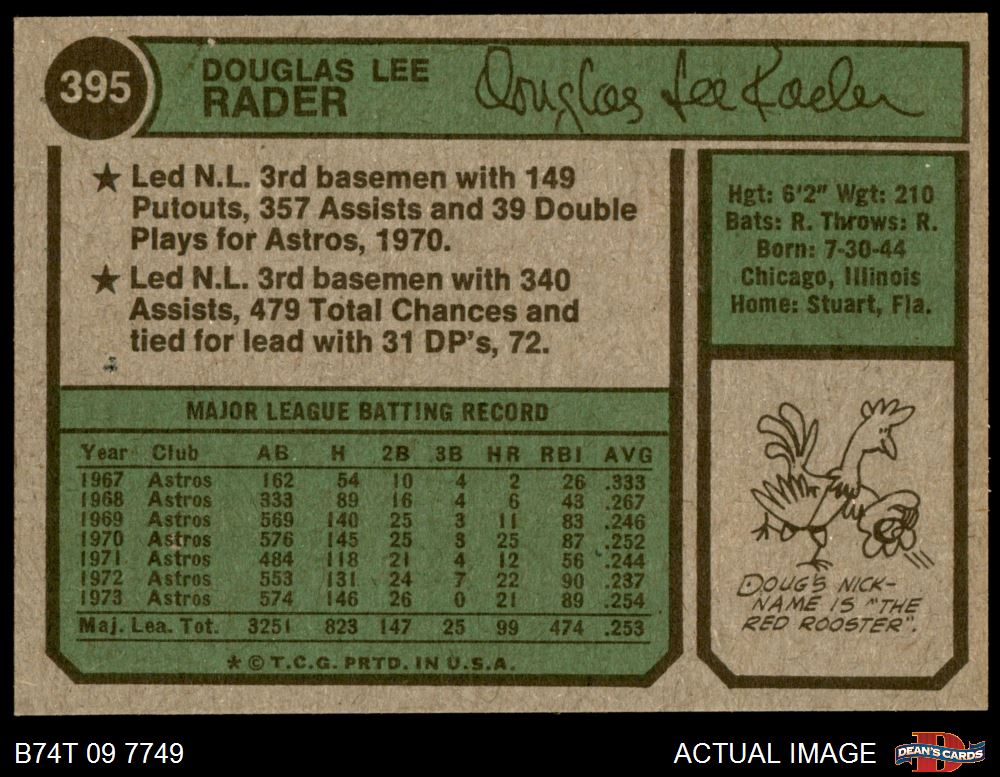 395
DOUGLAS LEE
RADER
Douglas Lee Rader
★ Led N.L. 3rd basemen with 149
Putouts, 357 Assists and 39 Double
Plays for Astros, 1970.
★ Led N.L. 3rd basemen with 340
Assists, 479 Total Chances and
tied for lead with 31 DP's, 72.
Hgt: 6'2" Wgt: 210
Bats: R. Throws: R.
Born: 7-30-44
Chicago, Illinois
Home: Stuart, Fla.
MAJOR LEAGUE BATTING RECORD
Year Club AB H 2B 3B HR RBI AVG
1967 Astros 162 54 10 4 2 26 .333
1968 Astros 333 89 16 4 6 43 .267
1969 Astros 569 140 25 3 11 83 .246
1970 Astros 576 145 25 3 25 87 .252
1971 Astros 484 118 21 4 12 56 .244
1972 Astros 553 131 24 7 22 90 .237
1973 Astros 574 146 26 0 21 89 .254
Maj. Lea. Tot. 3251 823 147 25 99 474 .253
★ © T.C.G. PRTD. IN U.S.A.
DOUG'S NICK-
NAME IS "THE
RED ROOSTER".
B74T 09 7749
ACTUAL IMAGE
D
DEAN'S CARDS